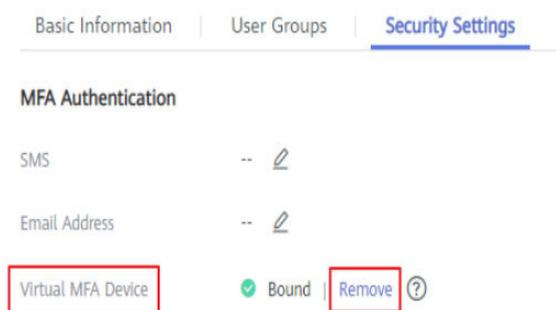 Basic Information | User Groups | Security Settings
MFA Authentication
SMS --
Email Address --
Virtual MFA Device Bound | Remove ?